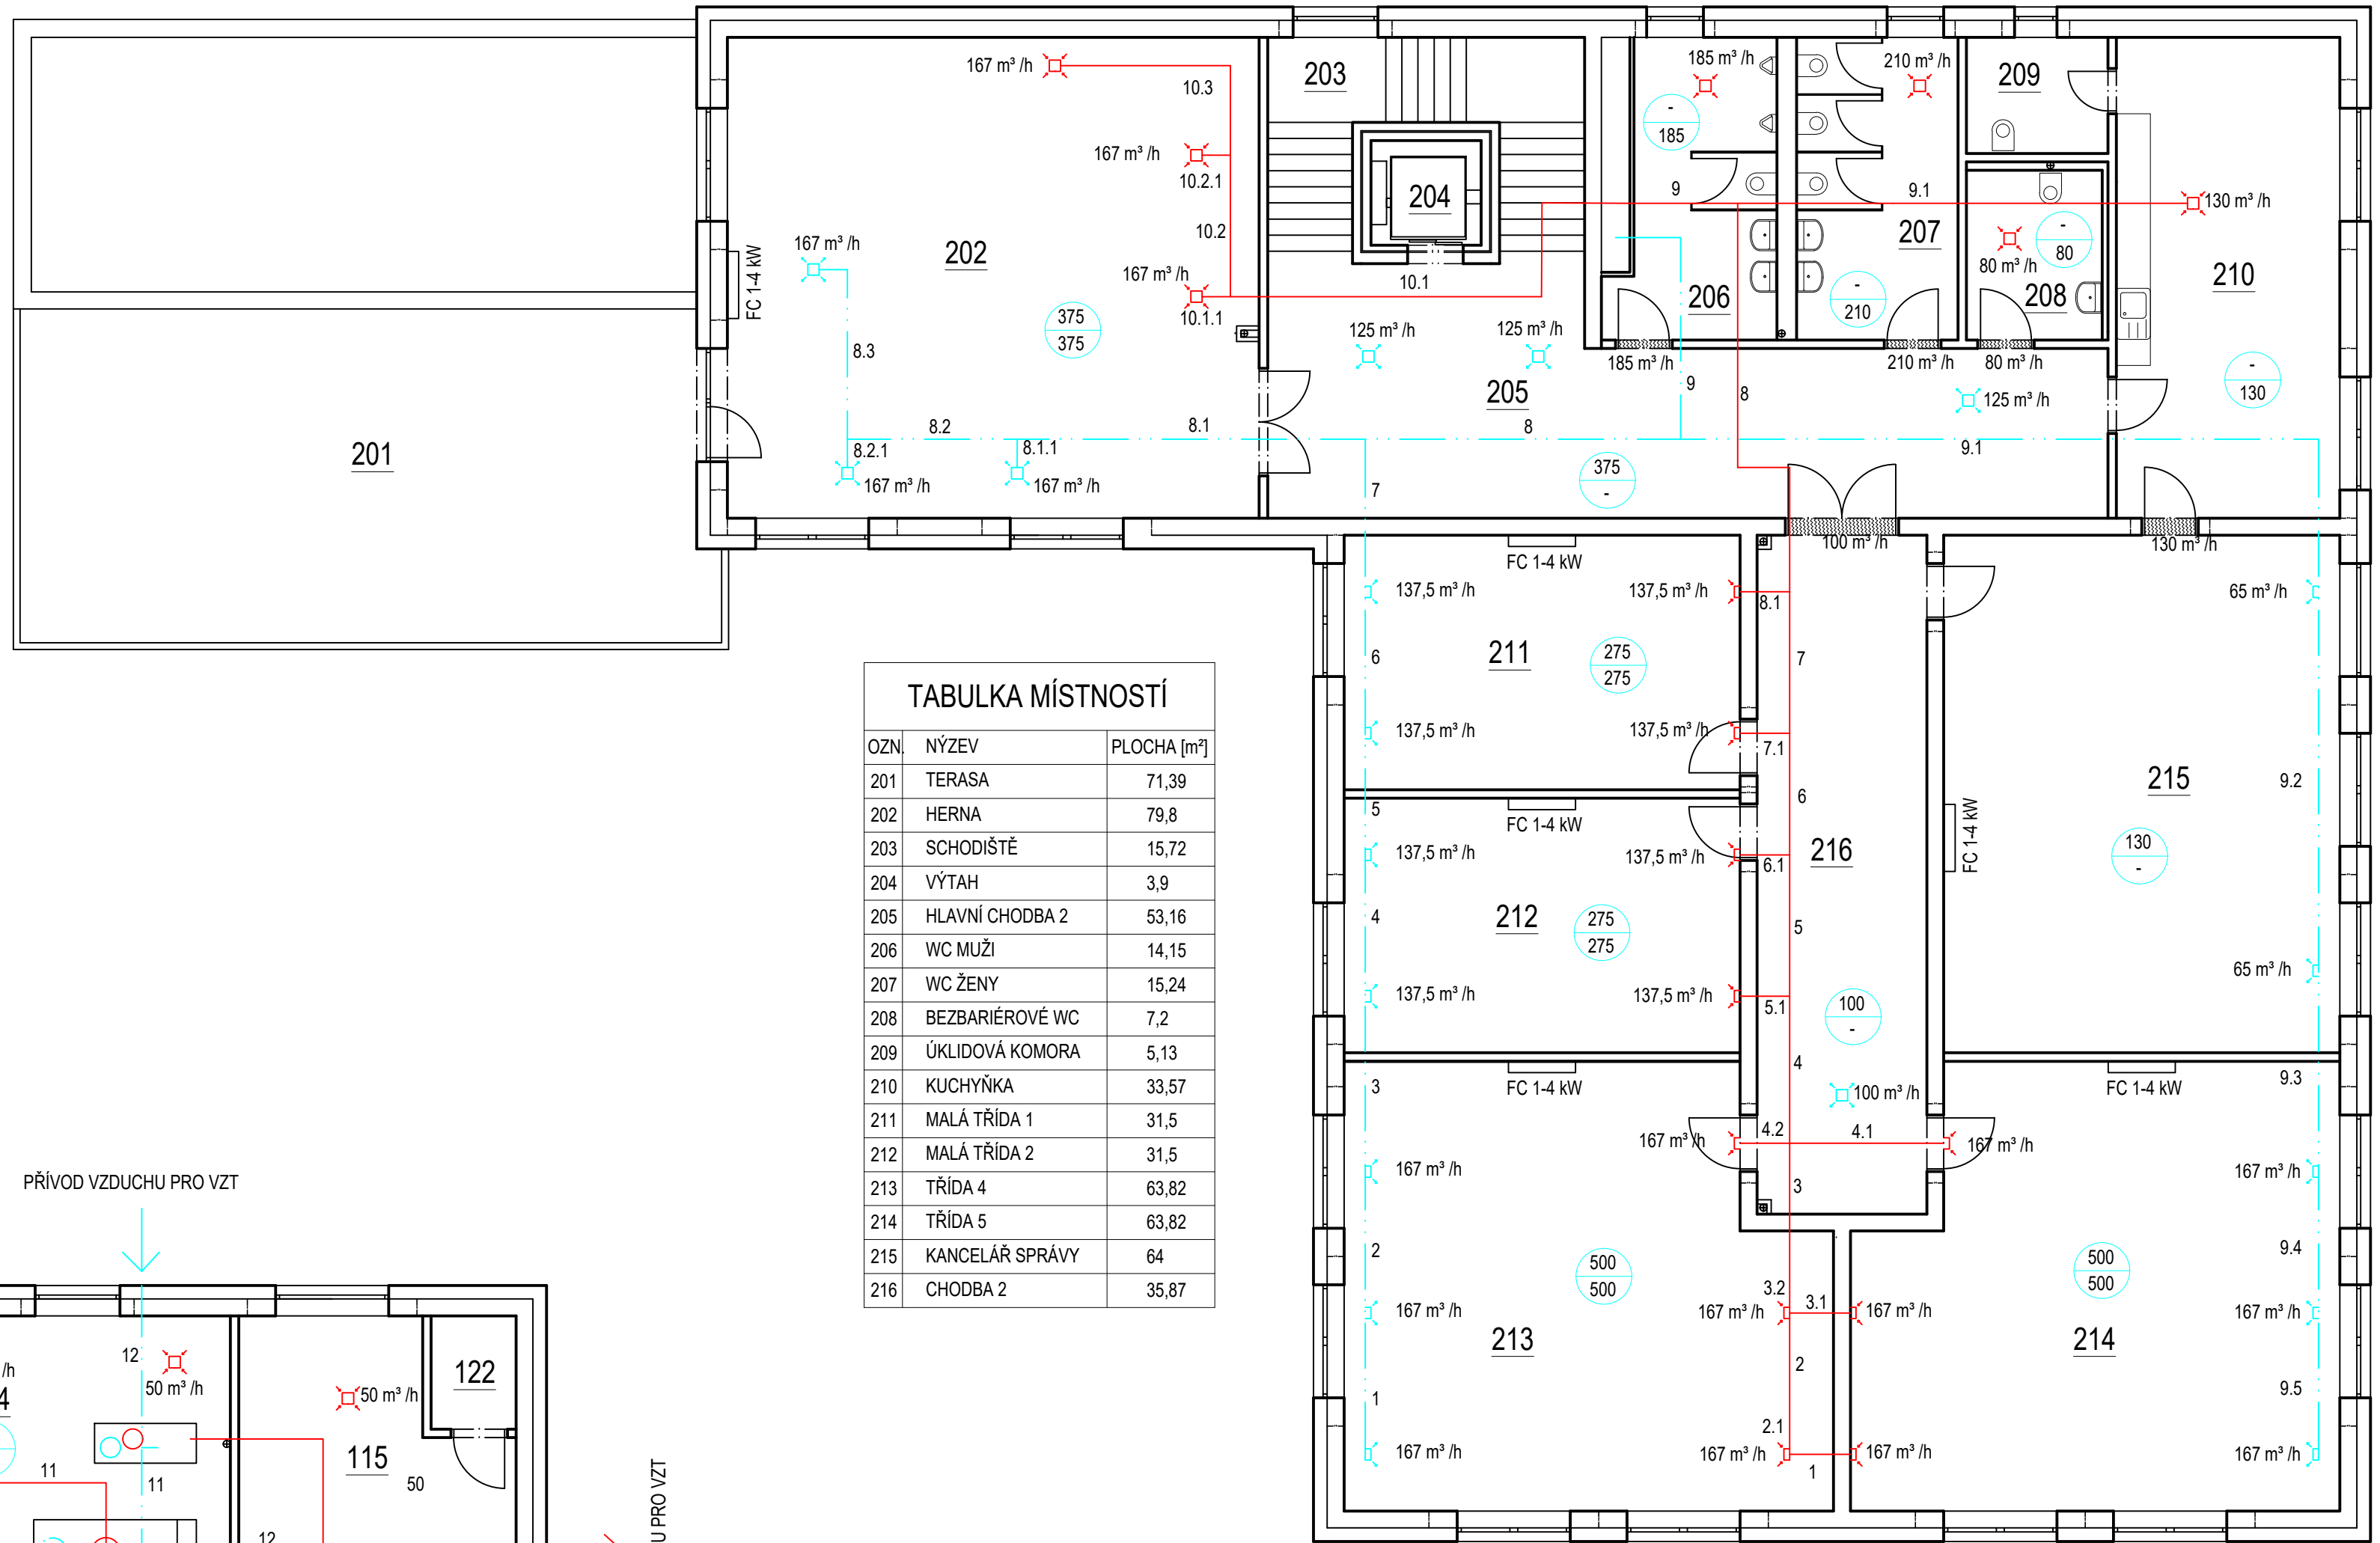 203
209
167 m³ /h
185 m³ /h
210 m³ /h
10.3
-
185
167 m³ /h
10.2.1
204
9
9.1
130 m³ /h
10.2
202
207
-
80
80 m³ /h
208
210
167 m³ /h
FC 1-4 kW
167 m³ /h
10.1
10.1.1
206
-
210
375
375
125 m³ /h
125 m³ /h
8.3
185 m³ /h
210 m³ /h
80 m³ /h
9
8
205
-
130
125 m³ /h
8.2
8.1
8
9.1
201
8.2.1
8.1.1
167 m³ /h
167 m³ /h
375
-
7
100 m³ /h
130 m³ /h
FC 1-4 kW
137,5 m³ /h
137,5 m³ /h
8.1
65 m³ /h
6
211
275
275
7
137,5 m³ /h
137,5 m³ /h
7.1
215
9.2
5
FC 1-4 kW
6
137,5 m³ /h
137,5 m³ /h
6.1
216
FC 1-4 kW
130
-
4
212
275
275
5
137,5 m³ /h
137,5 m³ /h
5.1
100
-
65 m³ /h
3
FC 1-4 kW
4
100 m³ /h
FC 1-4 kW
9.3
167 m³ /h
167 m³ /h
4.2
4.1
167 m³ /h
167 m³ /h
3
2
500
500
500
500
9.4
3.2
3.1
167 m³ /h
167 m³ /h
167 m³ /h
167 m³ /h
213
214
2
1
9.5
2.1
167 m³ /h
167 m³ /h
167 m³ /h
167 m³ /h
1
TABULKA MÍSTNOSTÍ
OZN. NÝZEV PLOCHA [m²]
201 TERASA 71,39
202 HERNA 79,8
203 SCHODIŠTĚ 15,72
204 VÝTAH 3,9
205 HLAVNÍ CHODBA 2 53,16
206 WC MUŽI 14,15
207 WC ŽENY 15,24
208 BEZBARIÉROVÉ WC 7,2
209 ÚKLIDOVÁ KOMORA 5,13
210 KUCHYŇKA 33,57
211 MALÁ TŘÍDA 1 31,5
212 MALÁ TŘÍDA 2 31,5
213 TŘÍDA 4 63,82
214 TŘÍDA 5 63,82
215 KANCELÁŘ SPRÁVY 64
216 CHODBA 2 35,87
PŘÍVOD VZDUCHU PRO VZT
12
/h
50 m³ /h
50 m³ /h
122
4
115
11
11
50
12
U PRO VZT